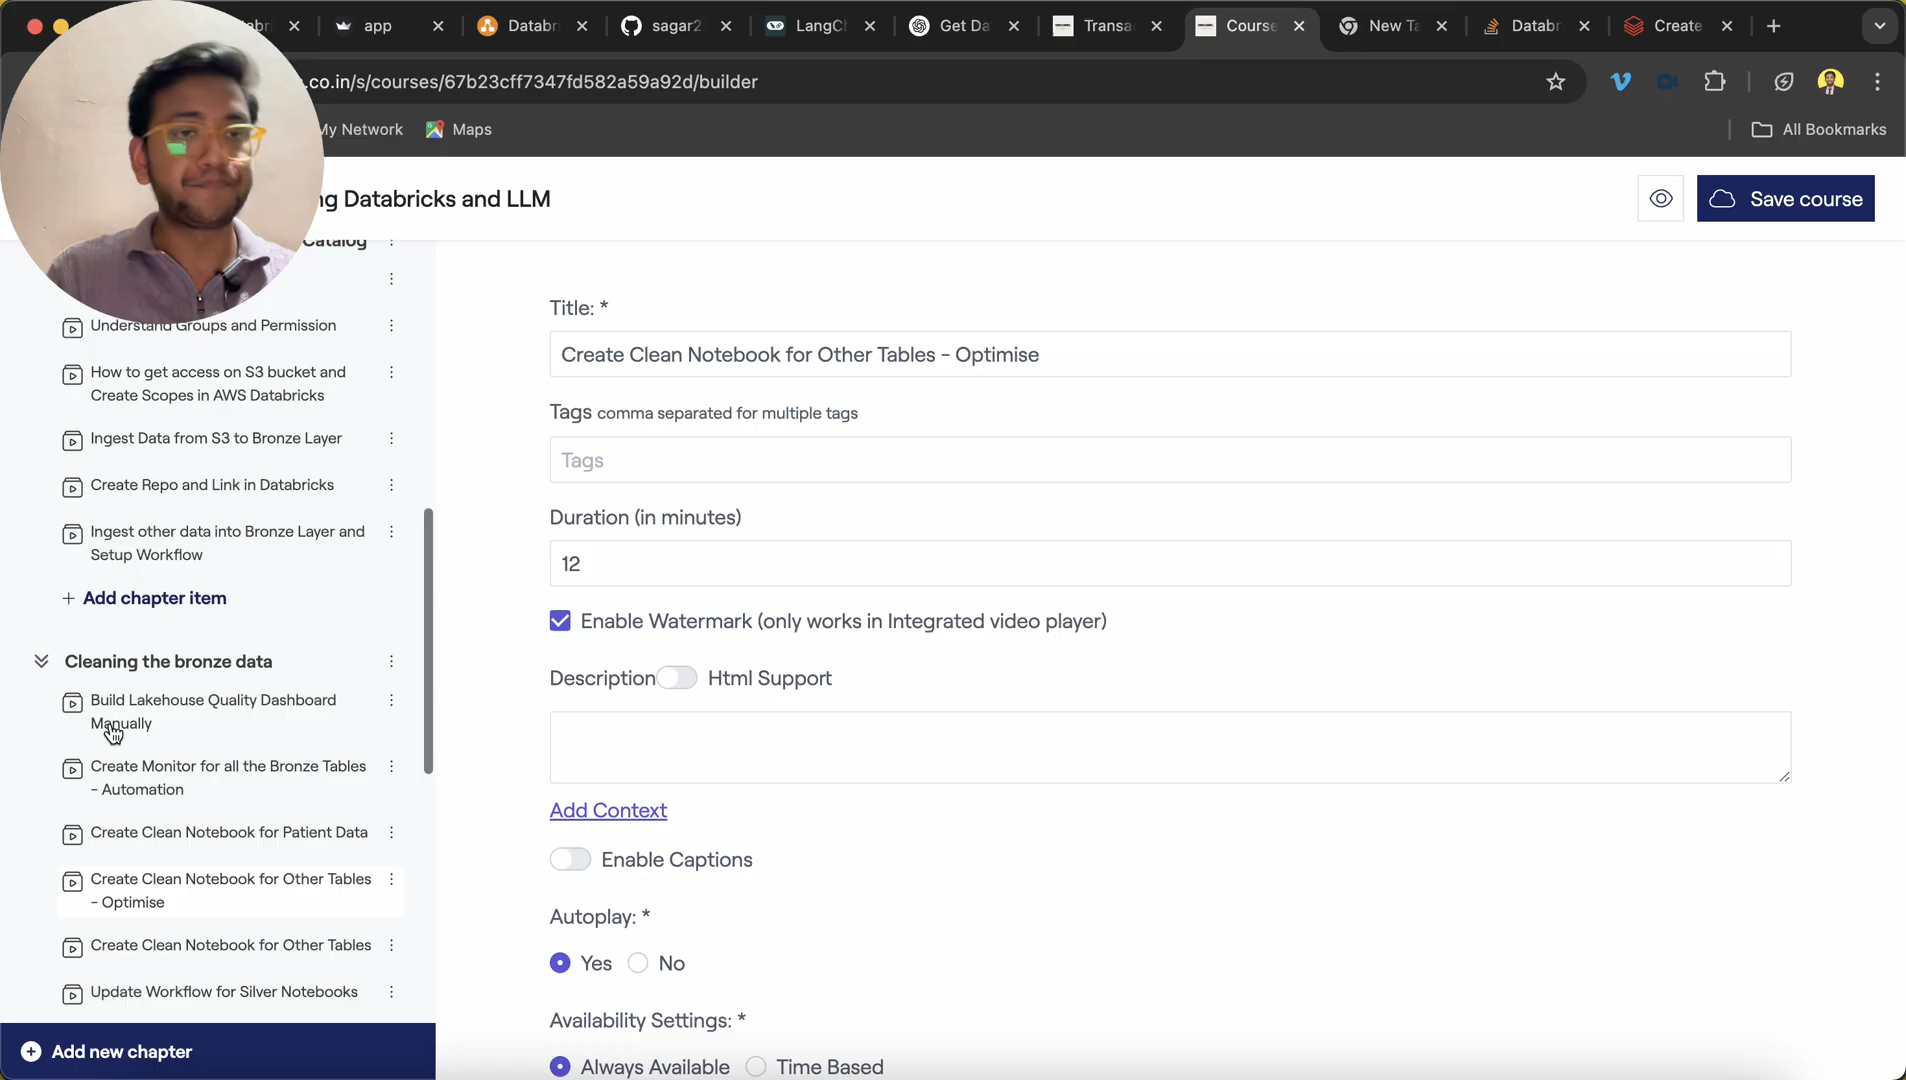 app
Databri
sagar2
LangCh
Get Da
Transa
Course
New Ta
Databr
Create
.co.in/s/courses/67b23cff7347fd582a59a92d/builder
My Network
Maps
All Bookmarks
ng Databricks and LLM
Save course
Catalog
Understand Groups and Permission
How to get access on S3 bucket and
Create Scopes in AWS Databricks
Ingest Data from S3 to Bronze Layer
Create Repo and Link in Databricks
Ingest other data into Bronze Layer and
Setup Workflow
+ Add chapter item
Cleaning the bronze data
Build Lakehouse Quality Dashboard
Manually
Create Monitor for all the Bronze Tables
- Automation
Create Clean Notebook for Patient Data
Create Clean Notebook for Other Tables
- Optimise
Create Clean Notebook for Other Tables
Update Workflow for Silver Notebooks
Add new chapter
Title: *
Create Clean Notebook for Other Tables - Optimise
Tags comma separated for multiple tags
Tags
Duration (in minutes)
12
Enable Watermark (only works in Integrated video player)
Description Html Support
Add Context
Enable Captions
Autoplay: *
Yes No
Availability Settings: *
Always Available Time Based